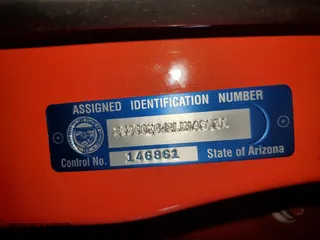 ASSIGNED IDENTIFICATION NUMBER
Control No. 146861 State of Arizona